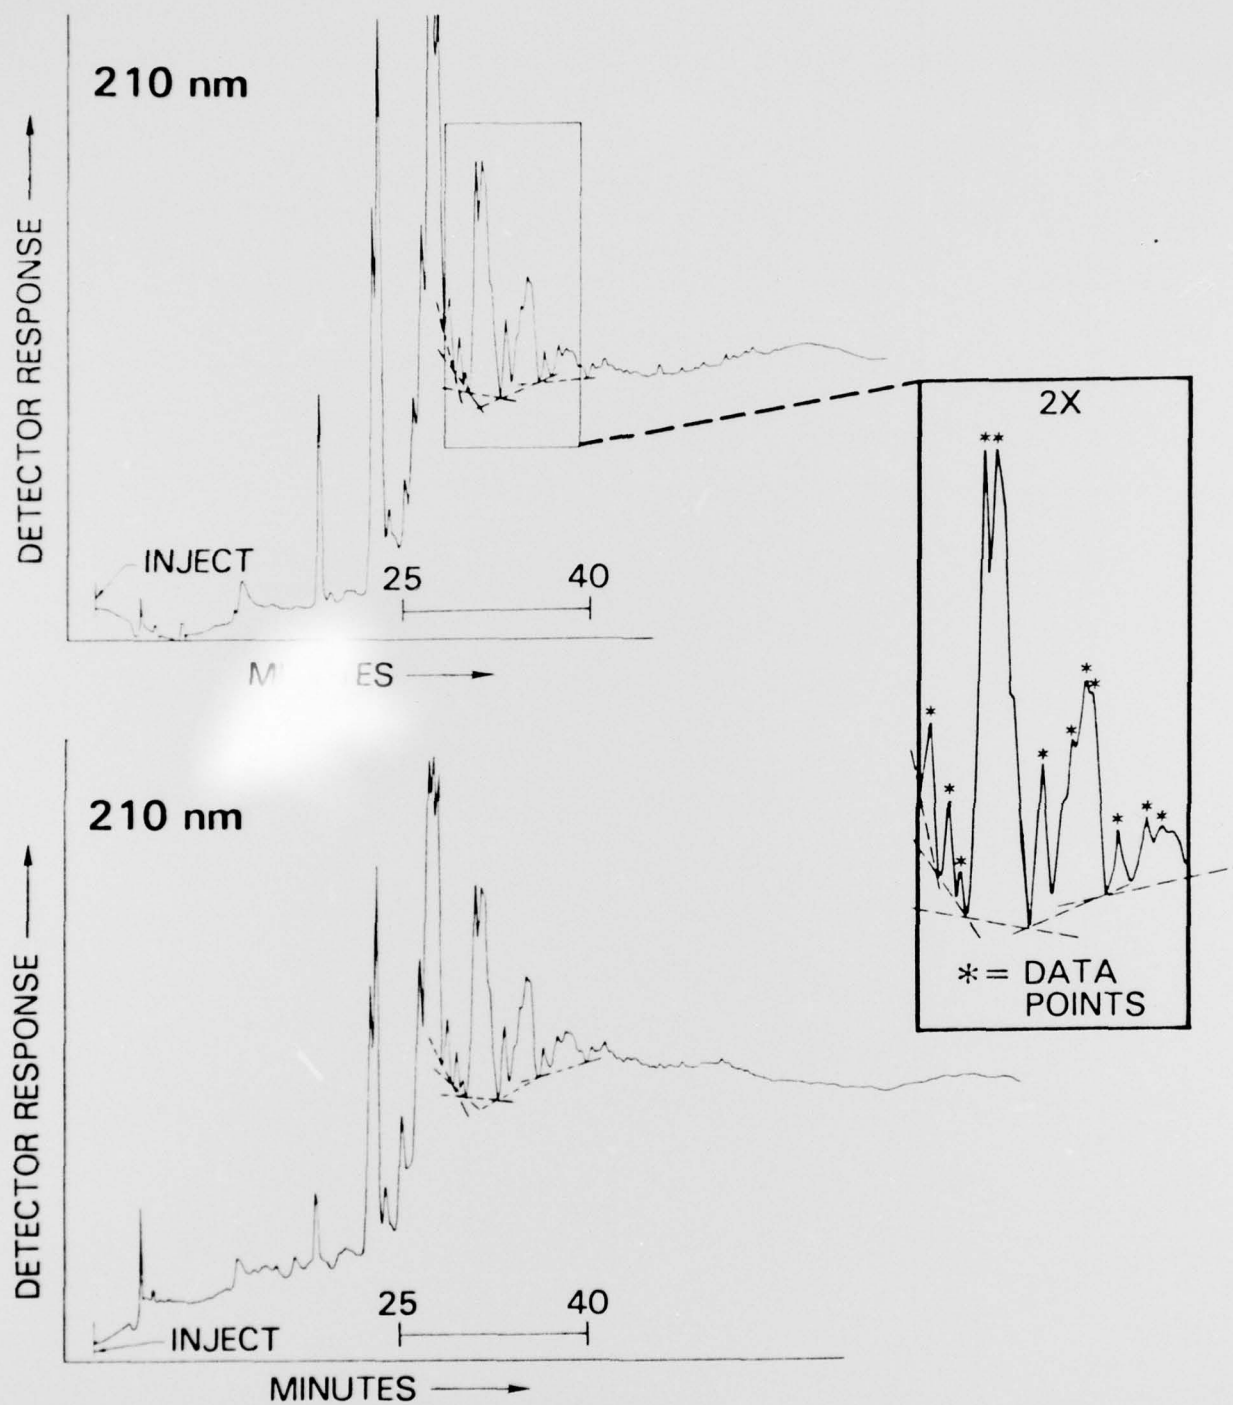 210 nm
DETECTOR RESPONSE
INJECT
25 40
2X
* *
*
*
*
*
*
* *
*
* *
* = DATA
POINTS
210 nm
DETECTOR RESPONSE
25 40
INJECT
MINUTES